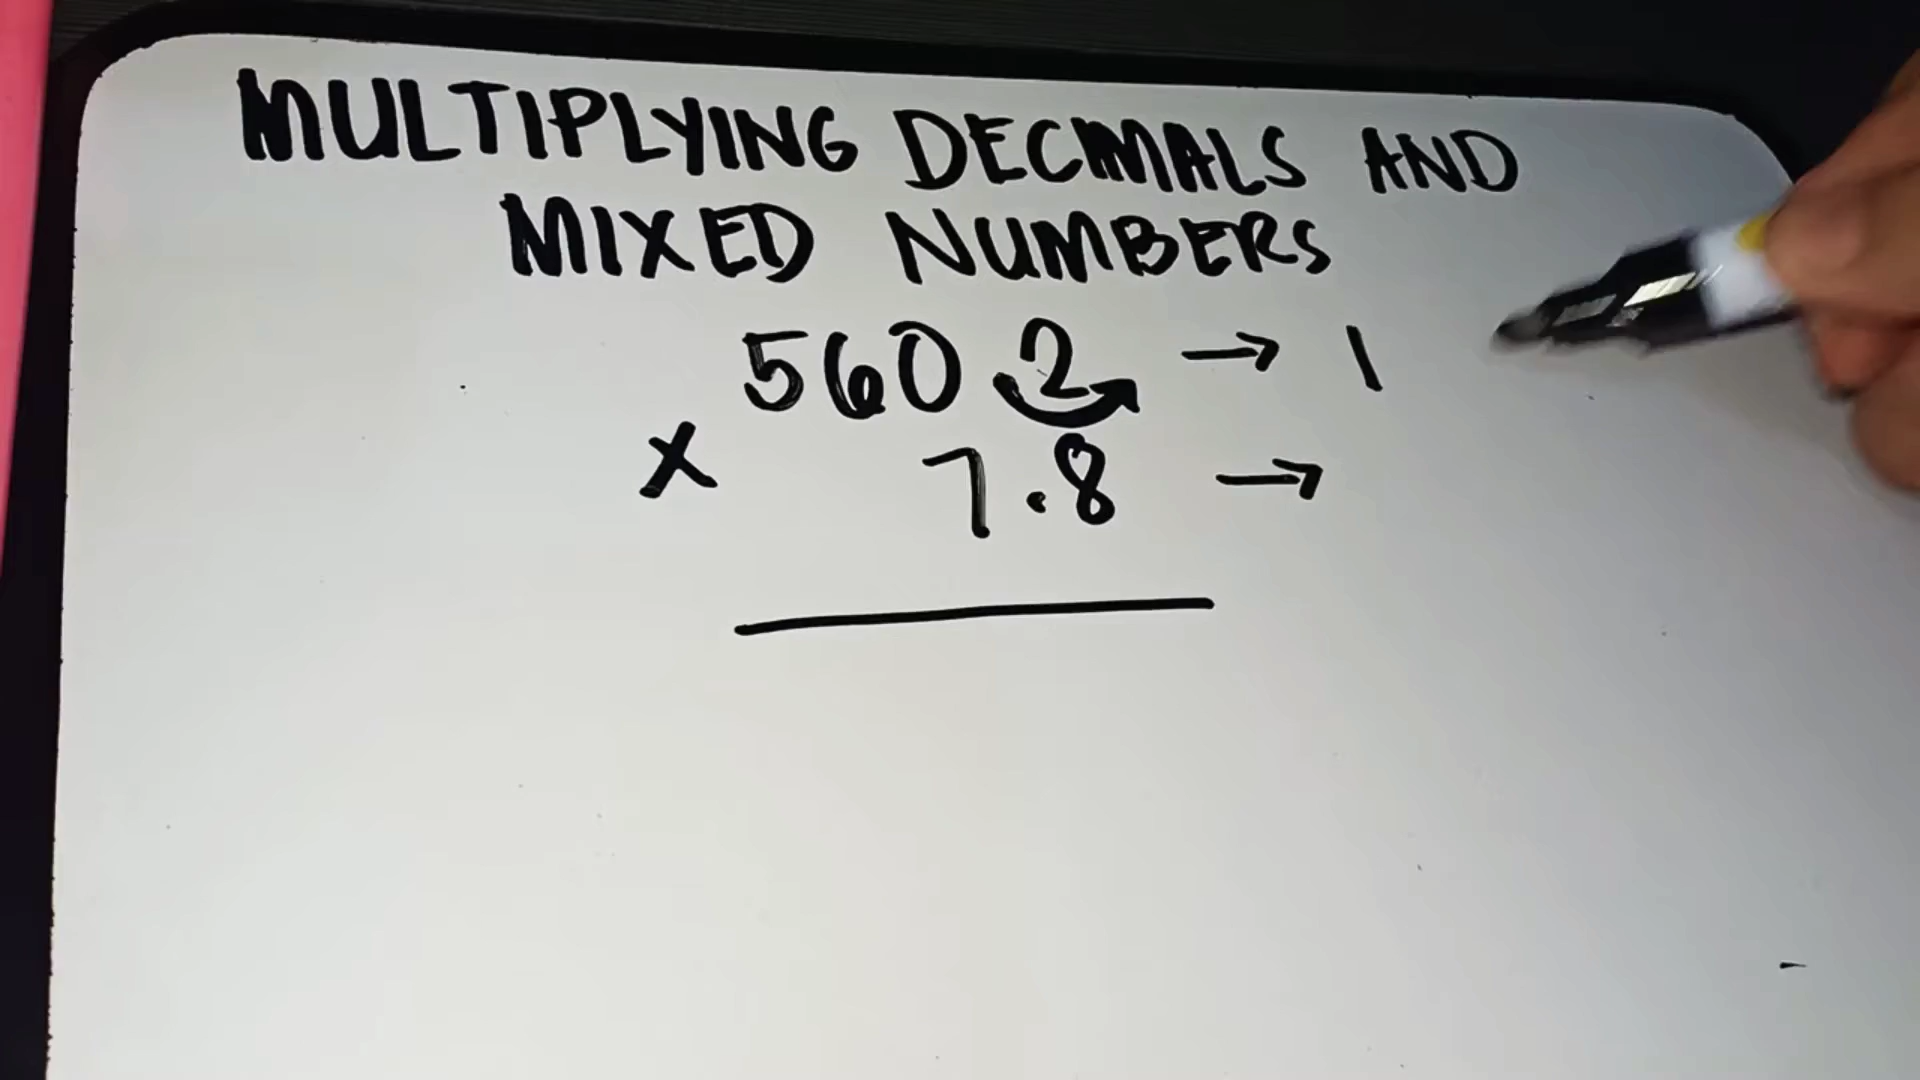 MULTIPLYING DECIMALS AND
MIXED NUMBERS
560.2 → 1
x 7.8 →